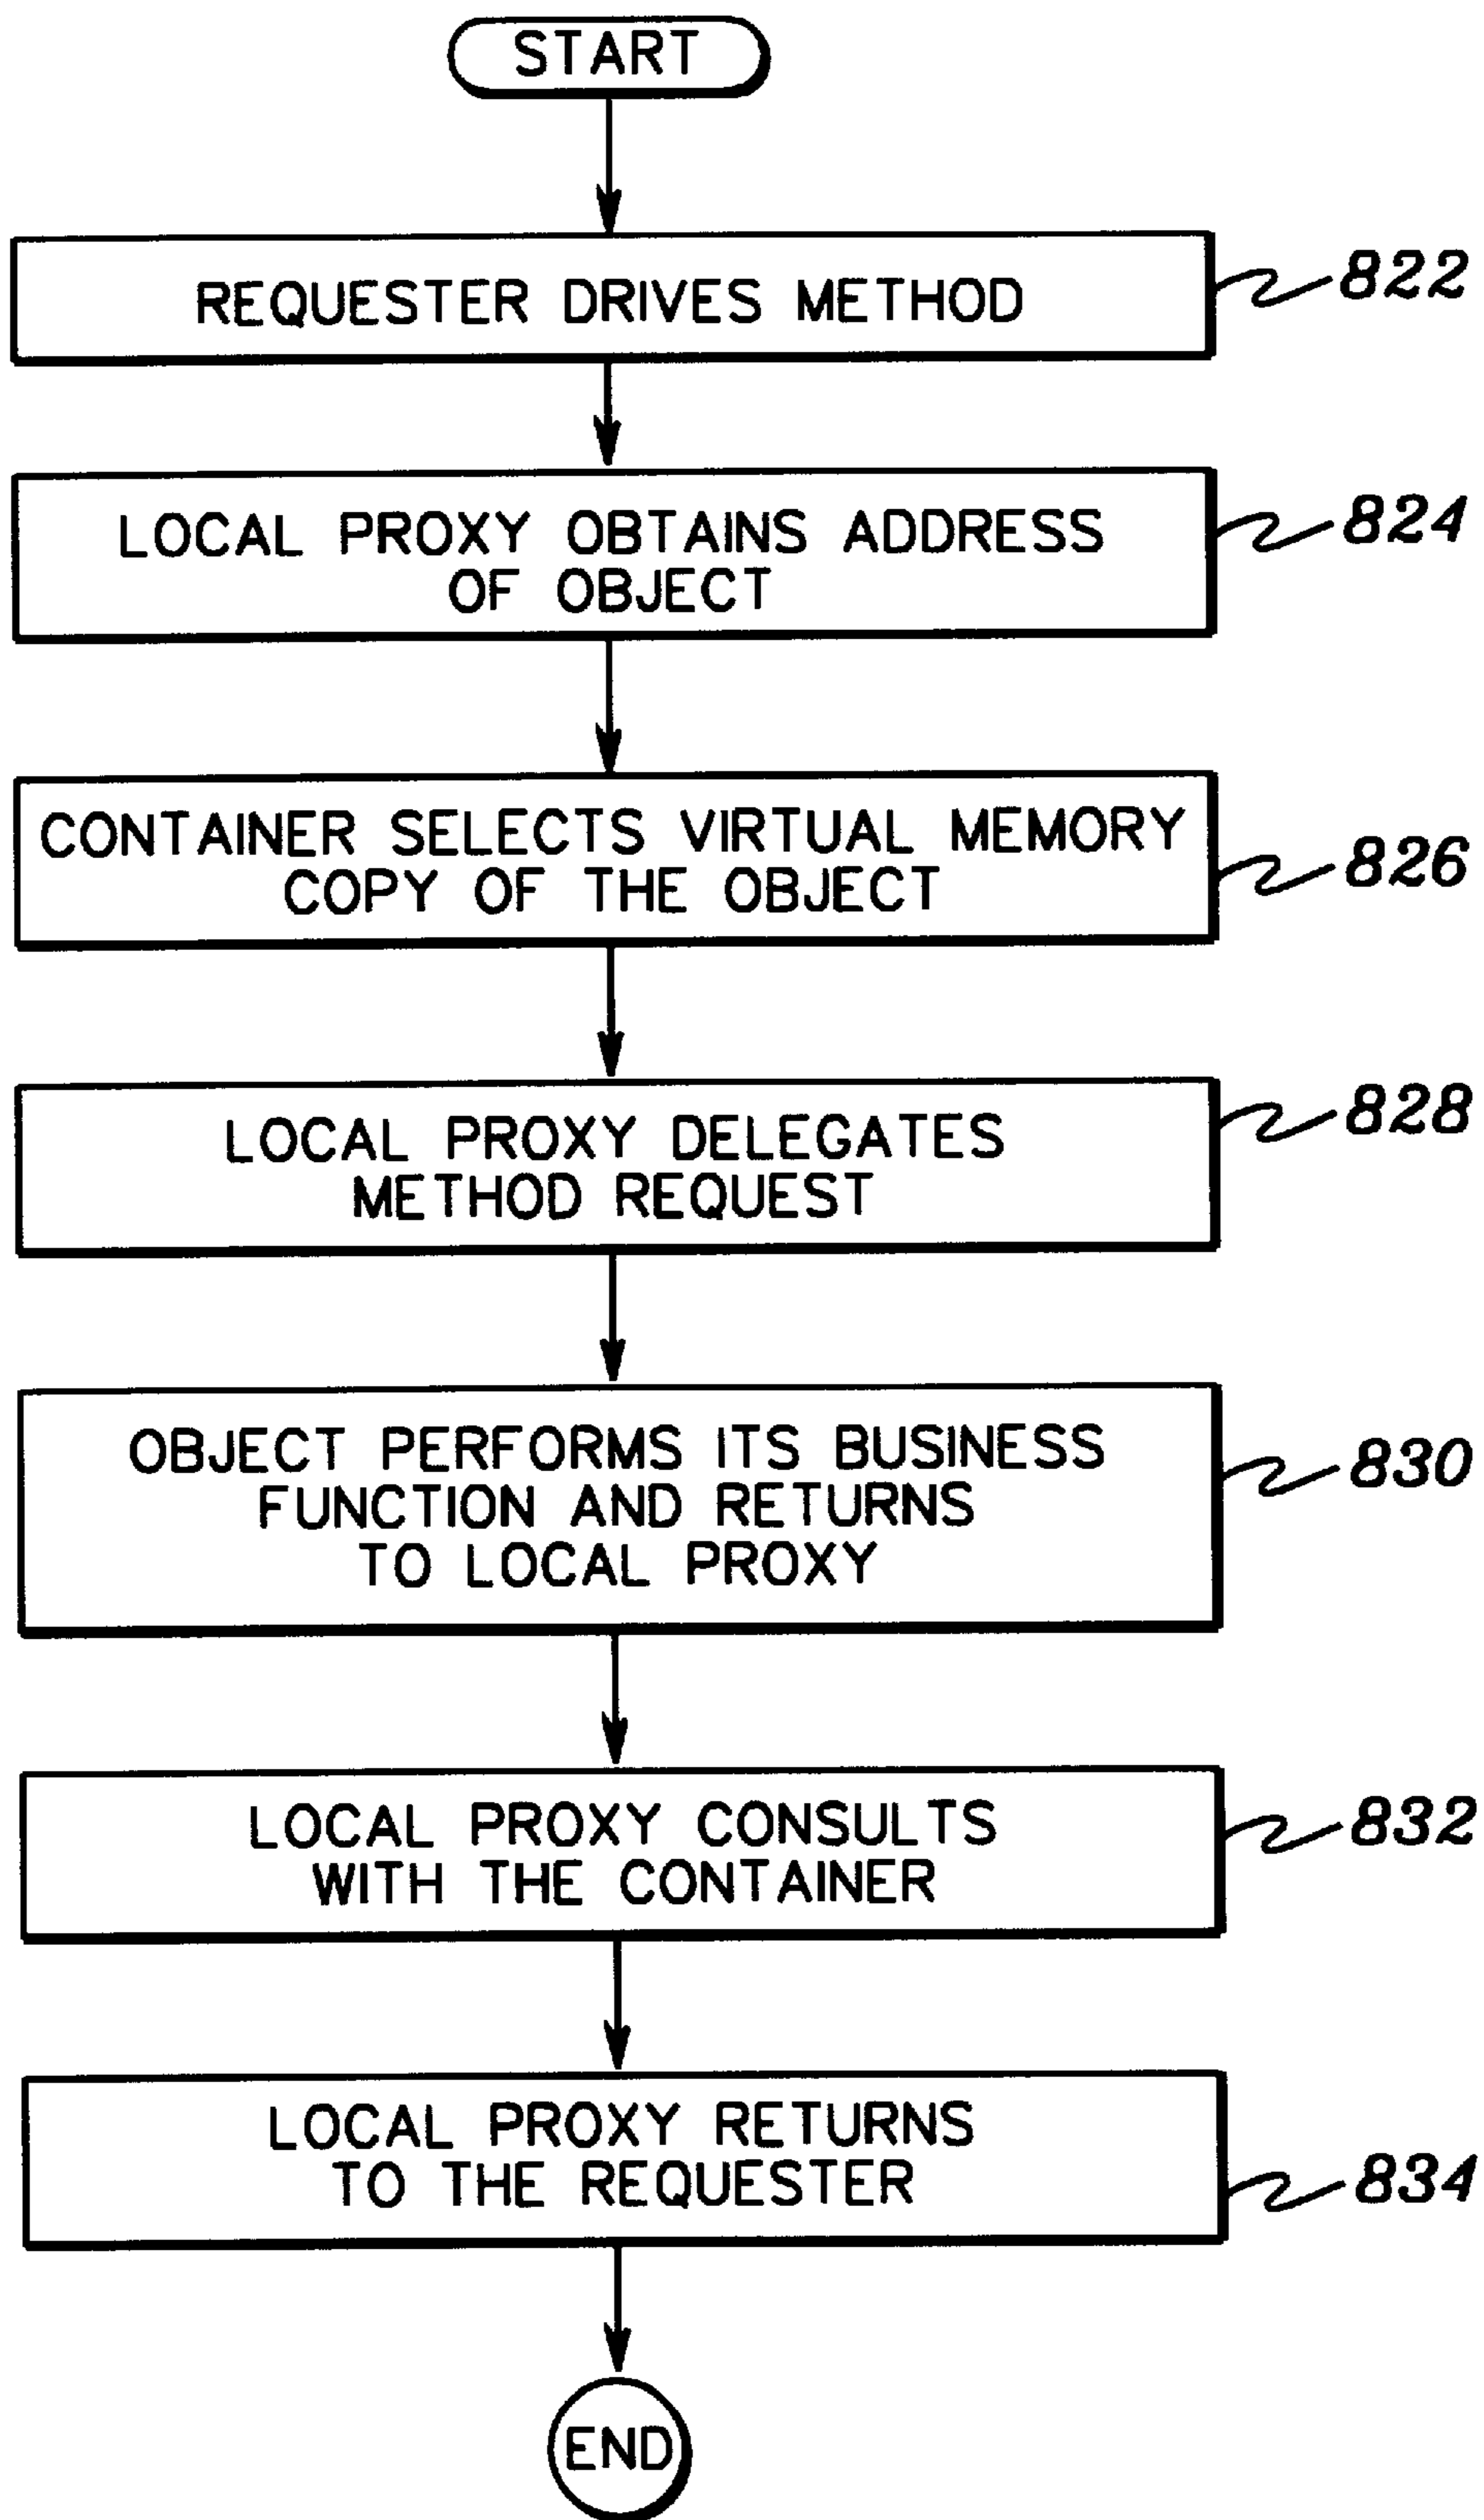 START
REQUESTER DRIVES METHOD
822
LOCAL PROXY OBTAINS ADDRESS
OF OBJECT
824
CONTAINER SELECTS VIRTUAL MEMORY
COPY OF THE OBJECT
826
LOCAL PROXY DELEGATES
METHOD REQUEST
828
OBJECT PERFORMS ITS BUSINESS
FUNCTION AND RETURNS
TO LOCAL PROXY
830
LOCAL PROXY CONSULTS
WITH THE CONTAINER
832
LOCAL PROXY RETURNS
TO THE REQUESTER
834
END